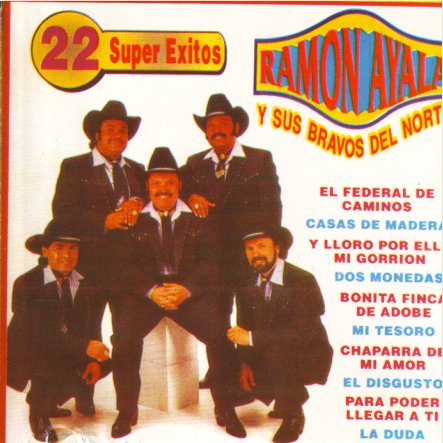 22 Super Exitos
RAMON AYALA
Y SUS BRAVOS DEL NORT
EL FEDERAL DE
CAMINOS
CASAS DE MADERA
Y LLORO POR ELL
MI GORRION
DOS MONEDAS
BONITA FINCA
DE ADOBE
MI TESORO
CHAPARRA DE
MI AMOR
EL DISGUSTO
PARA PODER
LLEGAR A TI
LA DUDA